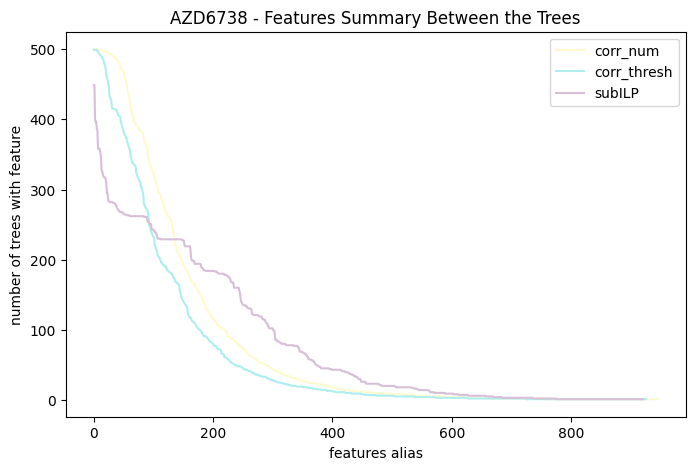 AZD6738 - Features Summary Between the Trees
corr_num
corr_thresh
subILP
number of trees with feature
500
400
300
200
100
0
0 200 400 600 800
features alias